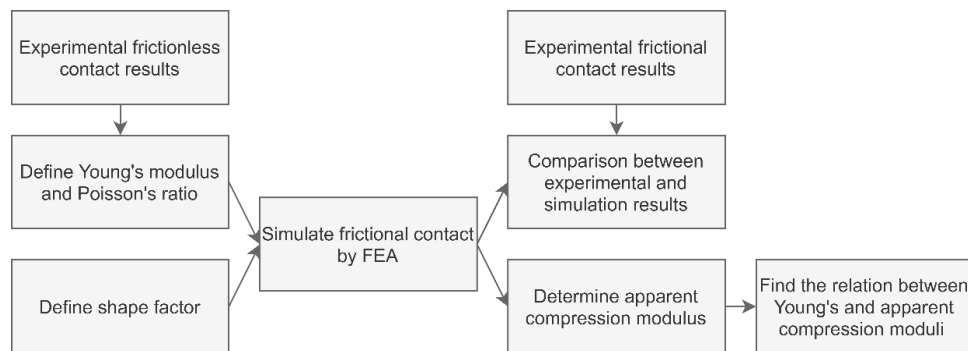 Experimental frictionless
contact results
Experimental frictional
contact results
Define Young's modulus
and Poisson's ratio
Comparison between
experimental and
simulation results
Simulate frictional contact
by FEA
Define shape factor
Determine apparent
compression modulus
Find the relation between
Young's and apparent
compression moduli